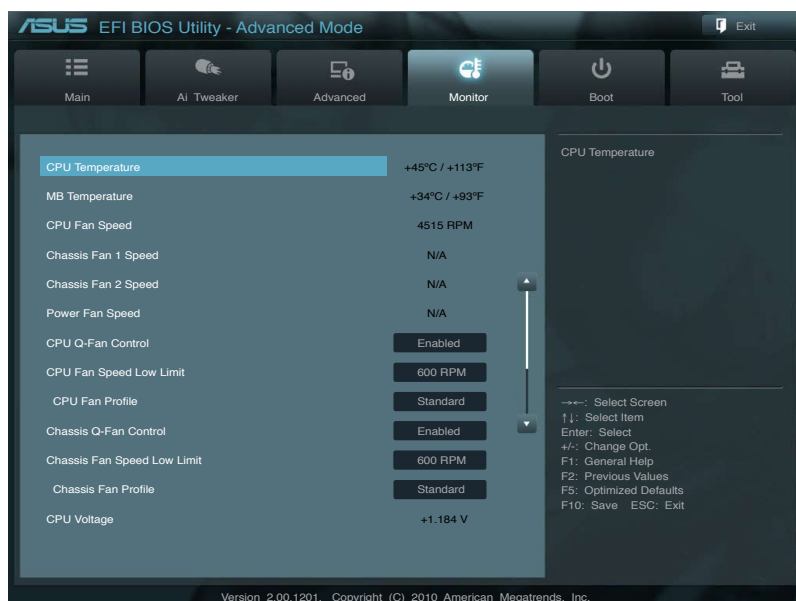 ASUS EFI BIOS Utility - Advanced Mode
Exit
Main
Ai Tweaker
Advanced
Monitor
Boot
Tool
CPU Temperature +45ºC / +113ºF
MB Temperature +34ºC / +93ºF
CPU Fan Speed 4515 RPM
Chassis Fan 1 Speed N/A
Chassis Fan 2 Speed N/A
Power Fan Speed N/A
CPU Q-Fan Control Enabled
CPU Fan Speed Low Limit 600 RPM
CPU Fan Profile Standard
Chassis Q-Fan Control Enabled
Chassis Fan Speed Low Limit 600 RPM
Chassis Fan Profile Standard
CPU Voltage +1.184 V
CPU Temperature
→←: Select Screen
↑↓: Select Item
Enter: Select
+/-: Change Opt.
F1: General Help
F2: Previous Values
F5: Optimized Defaults
F10: Save ESC: Exit
Version 2.00.1201. Copyright (C) 2010 American Megatrends, Inc.